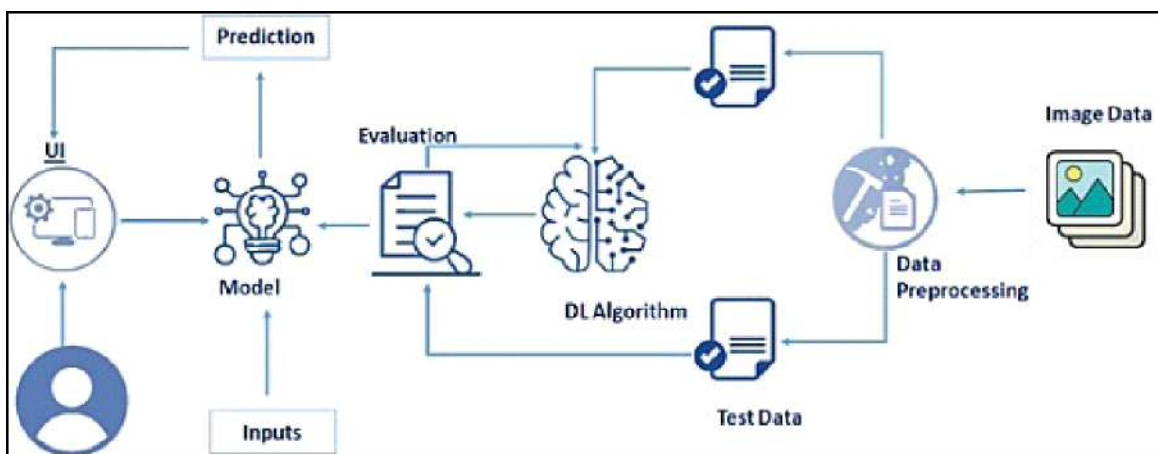 Prediction
Image Data
Evaluation
UI
Data
Preprocessing
Model
DL Algorithm
Test Data
Inputs